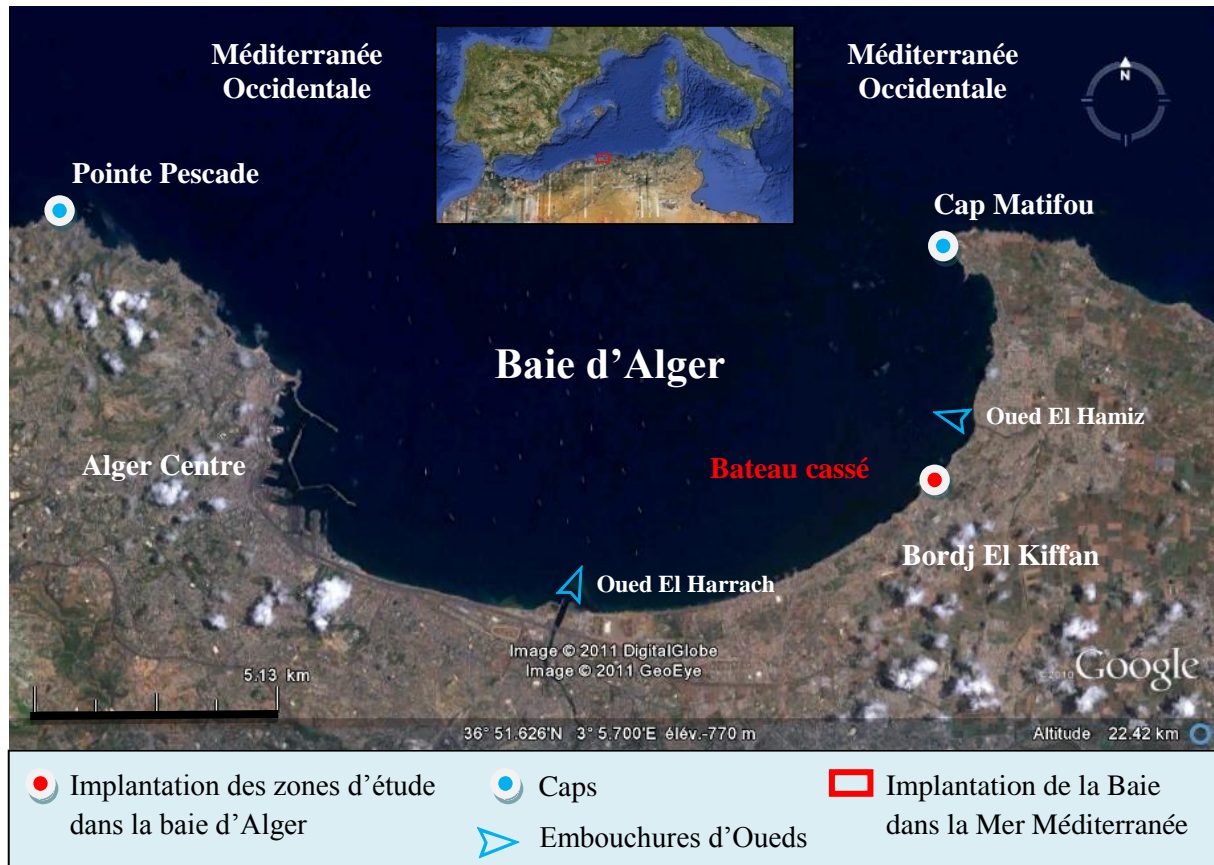 Méditerranée
Occidentale
Méditerranée
Occidentale
N
Pointe Pescade
Cap Matifou
Baie d’Alger
Oued El Hamiz
Alger Centre
Bateau cassé
Bordj El Kiffan
Oued El Harrach
Image © 2011 DigitalGlobe
Image © 2011 GeoEye
©2010 Google
5.13 km
36° 51.626'N 3° 5.700'E élév.-770 m
Altitude 22.42 km
Implantation des zones d’étude
dans la baie d’Alger
Caps
Embouchures d’Oueds
Implantation de la Baie
dans la Mer Méditerranée